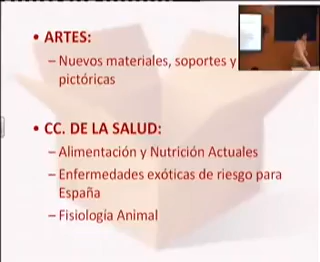 • ARTES:
– Nuevos materiales, soportes y
pictóricas
• CC. DE LA SALUD:
– Alimentación y Nutrición Actuales
– Enfermedades exóticas de riesgo para
España
– Fisiología Animal